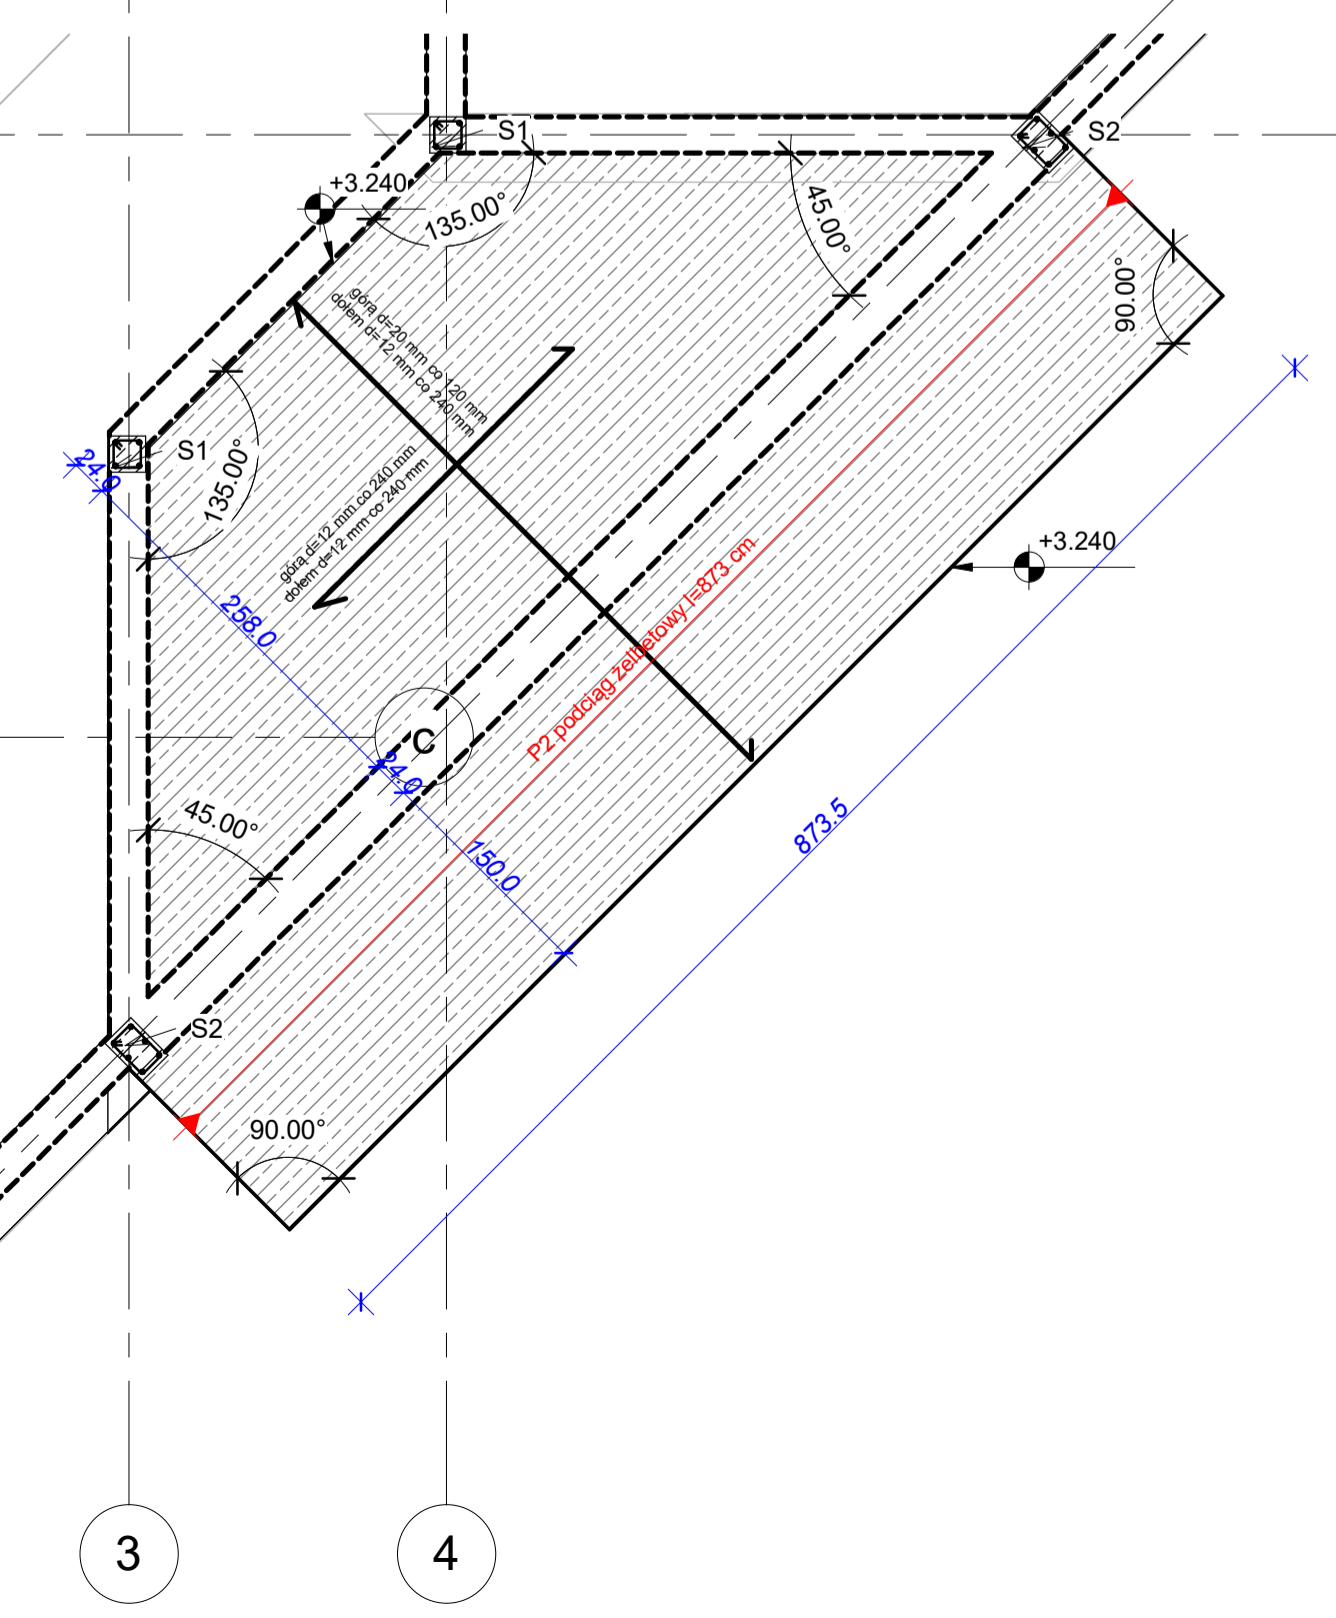 S1
S2
+3.240
135.00°
45.00°
90.00°
górą d=20 mm co 120 mm
dołem d=12 mm co 240 mm
S1
24.0
135.00°
górą d=12 mm co 240 mm
dołem d=12 mm co 240 mm
+3.240
P2 podciąg żelbetowy l=873 cm
258.0
C
24.0
45.00°
150.0
873.5
S2
90.00°
3
4